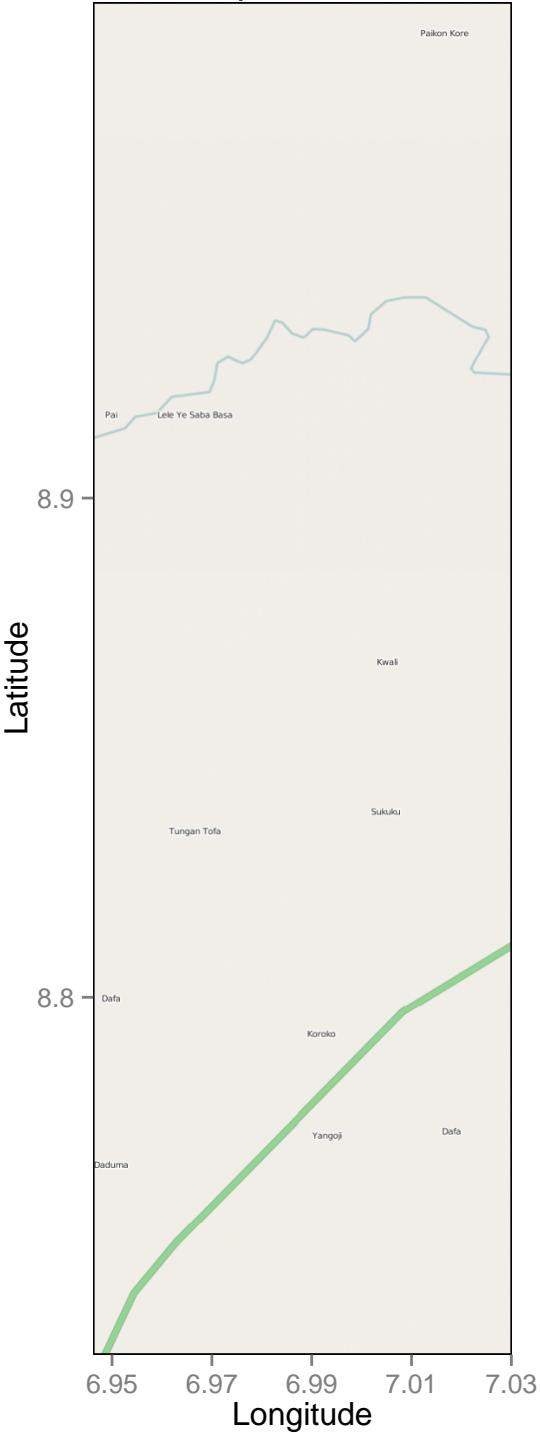 Paikon Kore
Pai
Lele Ye Saba Basa
8.9
Kwali
Latitude
Sukuku
Tungan Tofa
8.8
Dafa
Koroko
Yangoji
Dafa
Daduma
6.95
6.97
6.99
7.01
7.03
Longitude